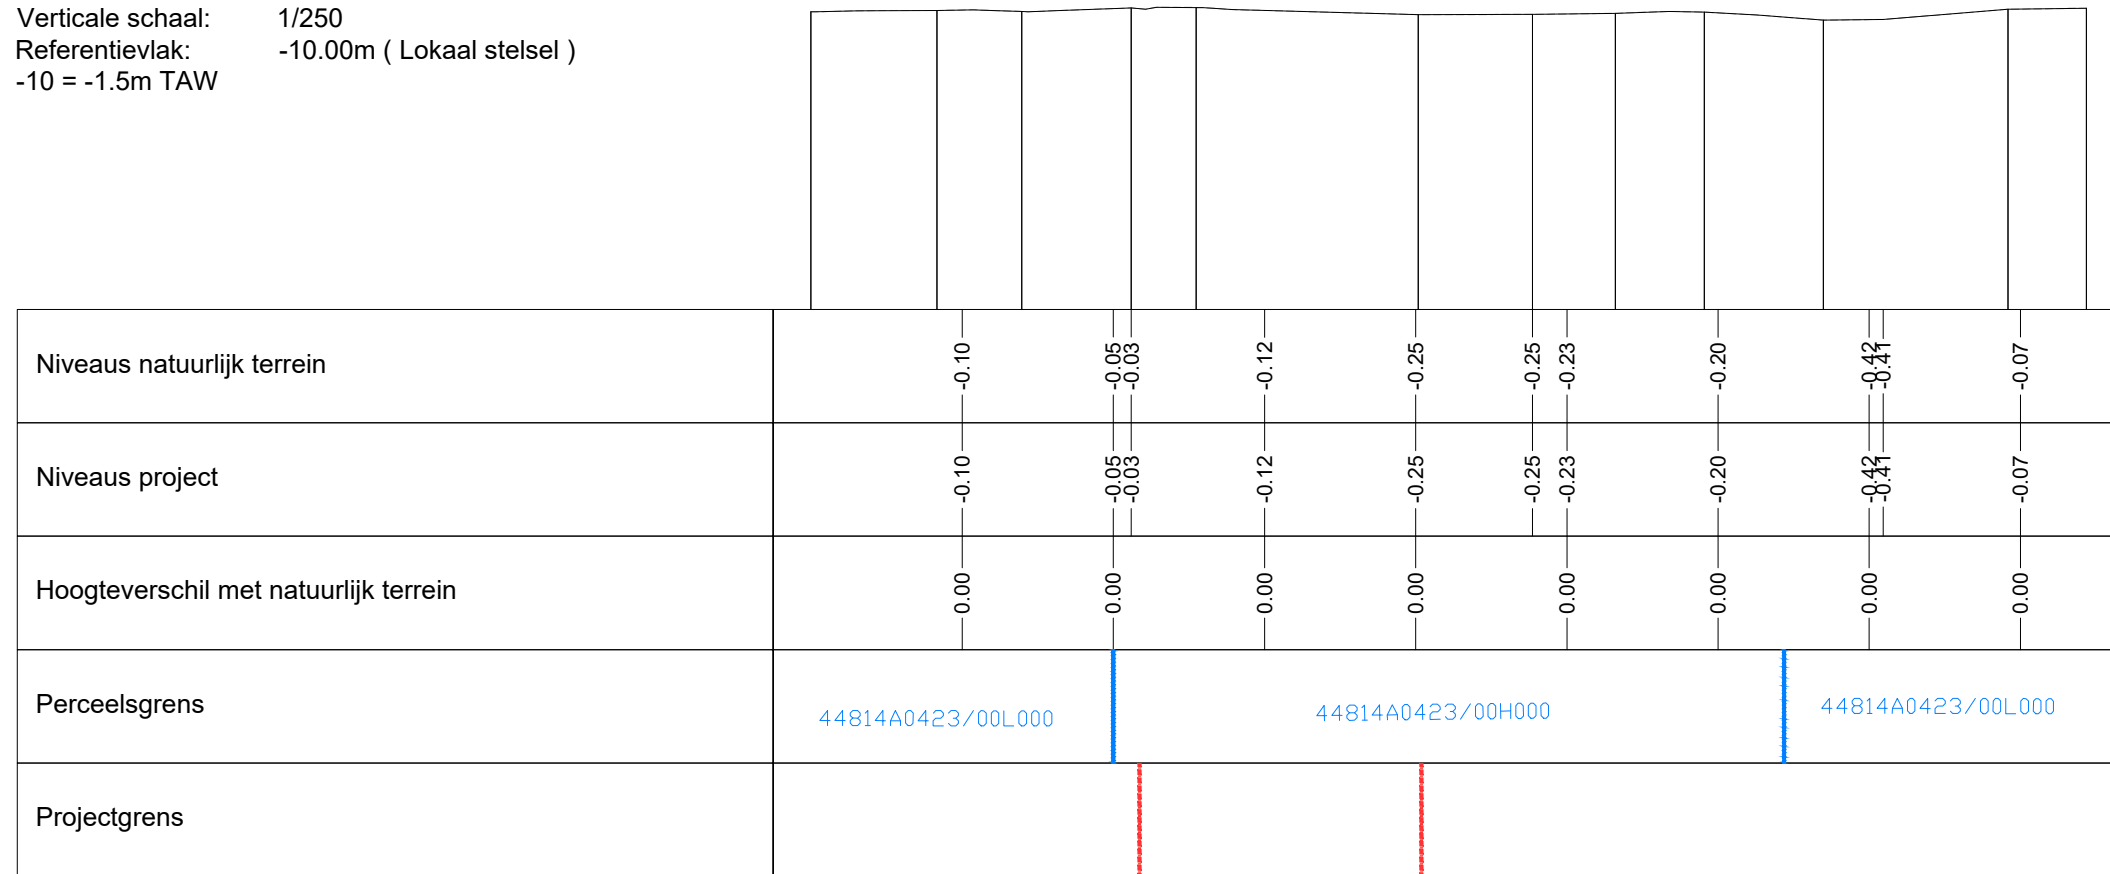 Verticale schaal: 1/250
Referentievlak: -10.00m ( Lokaal stelsel )
-10 = -1.5m TAW
Niveaus natuurlijk terrein -0.10 -0.05 -0.03 -0.12 -0.25 -0.25 -0.23 -0.20 -0.42 -0.41 -0.07
Niveaus project -0.10 -0.05 -0.03 -0.12 -0.25 -0.25 -0.23 -0.20 -0.42 -0.41 -0.07
Hoogteverschil met natuurlijk terrein 0.00 0.00 0.00 0.00 0.00 0.00 0.00 0.00
Perceelsgrens 44814A0423/00L000 44814A0423/00H000 44814A0423/00L000
Projectgrens